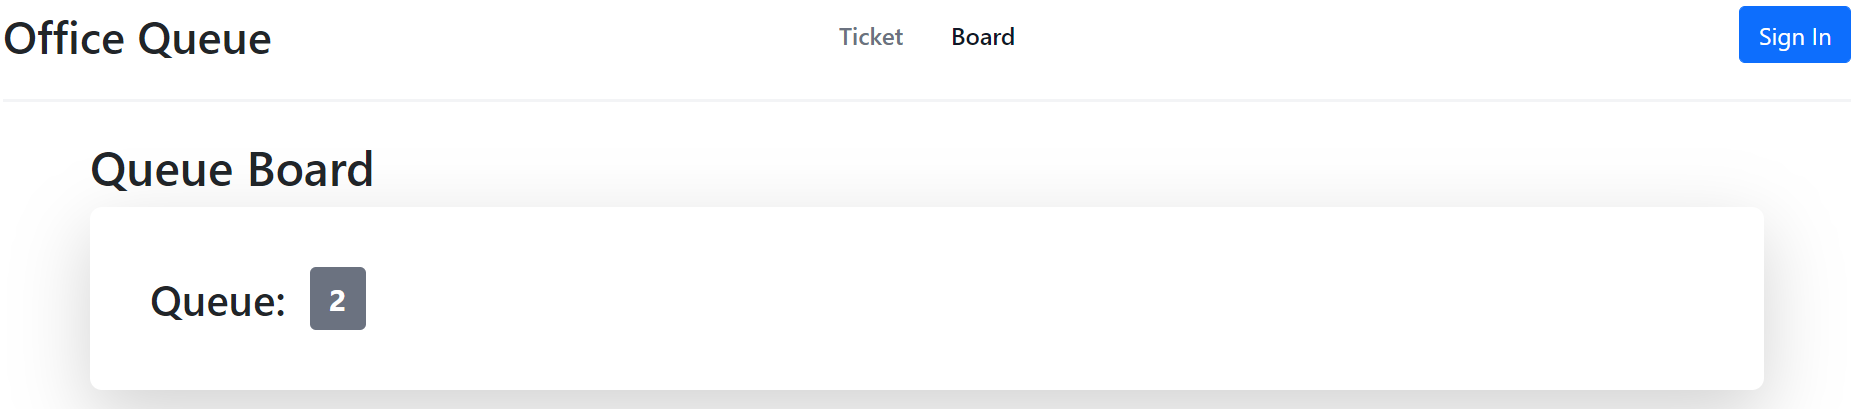 Office Queue
Ticket
Board
Sign In
Queue Board
Queue: 2